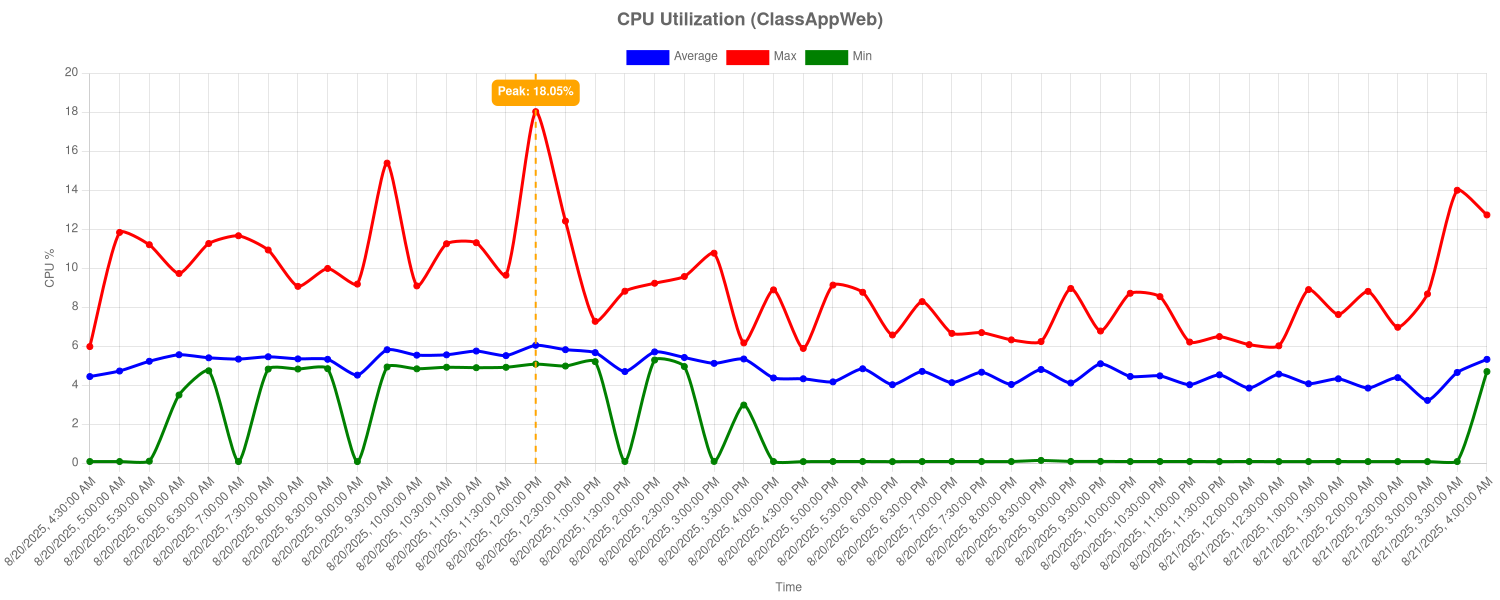 CPU Utilization (ClassAppWeb)
Average Max Min
Peak: 18.05%
CPU %
20
18
16
14
12
10
8
6
4
2
0
8/20/2025, 4:30:00 AM
8/20/2025, 5:00:00 AM
8/20/2025, 5:30:00 AM
8/20/2025, 6:00:00 AM
8/20/2025, 6:30:00 AM
8/20/2025, 7:00:00 AM
8/20/2025, 7:30:00 AM
8/20/2025, 8:00:00 AM
8/20/2025, 8:30:00 AM
8/20/2025, 9:00:00 AM
8/20/2025, 9:30:00 AM
8/20/2025, 10:00:00 AM
8/20/2025, 10:30:00 AM
8/20/2025, 11:00:00 AM
8/20/2025, 11:30:00 AM
8/20/2025, 12:00:00 PM
8/20/2025, 12:30:00 PM
8/20/2025, 1:00:00 PM
8/20/2025, 1:30:00 PM
8/20/2025, 2:00:00 PM
8/20/2025, 2:30:00 PM
8/20/2025, 3:00:00 PM
8/20/2025, 3:30:00 PM
8/20/2025, 4:00:00 PM
8/20/2025, 4:30:00 PM
8/20/2025, 5:00:00 PM
8/20/2025, 5:30:00 PM
8/20/2025, 6:00:00 PM
8/20/2025, 6:30:00 PM
8/20/2025, 7:00:00 PM
8/20/2025, 7:30:00 PM
8/20/2025, 8:00:00 PM
8/20/2025, 8:30:00 PM
8/20/2025, 9:00:00 PM
8/20/2025, 9:30:00 PM
8/20/2025, 10:00:00 PM
8/20/2025, 10:30:00 PM
8/20/2025, 11:00:00 PM
8/20/2025, 11:30:00 PM
8/21/2025, 12:00:00 AM
8/21/2025, 12:30:00 AM
8/21/2025, 1:00:00 AM
8/21/2025, 1:30:00 AM
8/21/2025, 2:00:00 AM
8/21/2025, 2:30:00 AM
8/21/2025, 3:00:00 AM
8/21/2025, 3:30:00 AM
8/21/2025, 4:00:00 AM
Time